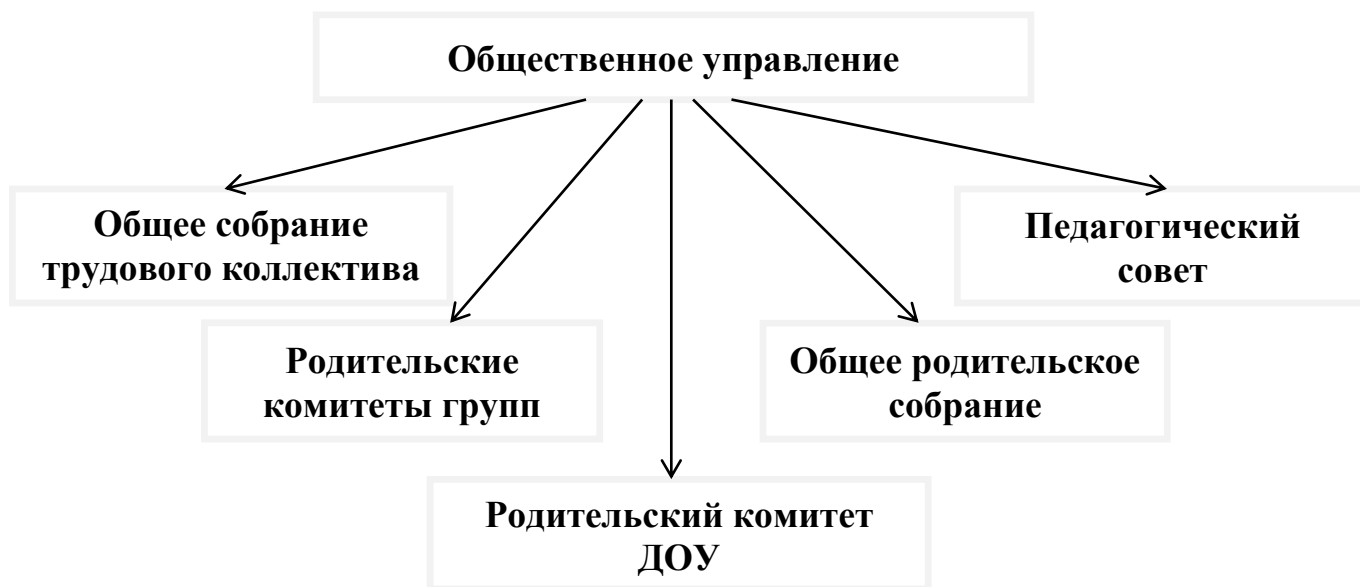 Общественное управление
Общее собрание
трудового коллектива
Педагогический
совет
Родительские
комитеты групп
Общее родительское
собрание
Родительский комитет
ДОУ